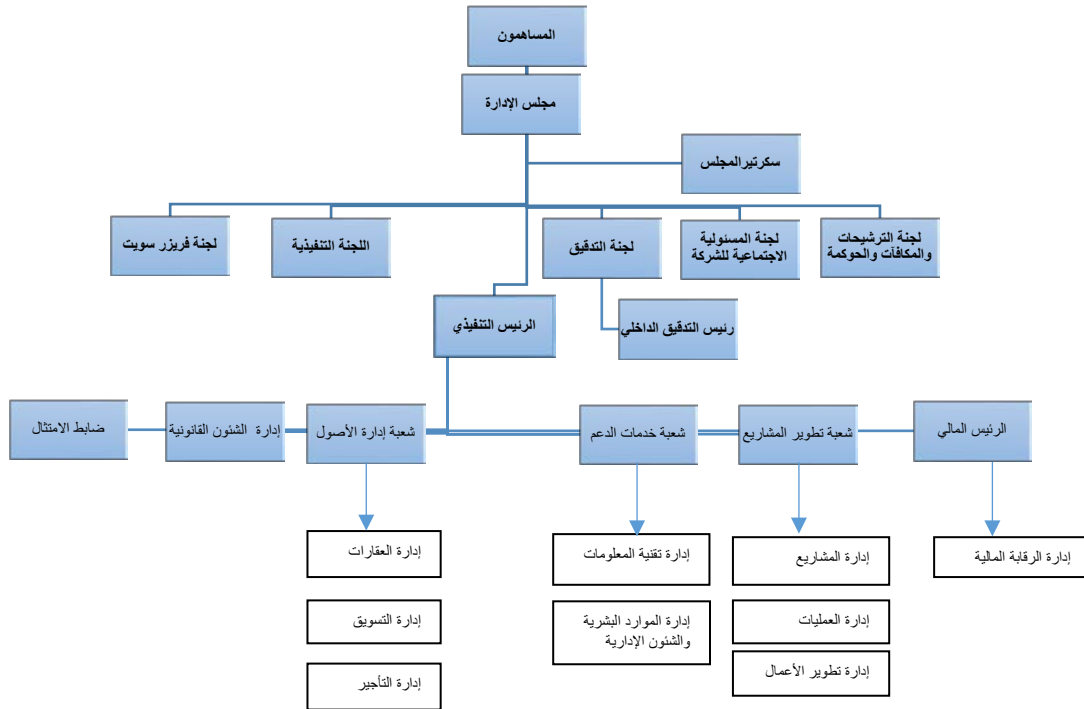 المساهمون
مجلس الإدارة
سكرتيرالمجلس
لجنة الترشيحات
والمكافآت والحوكمة
لجنة المسئولية
الاجتماعية للشركة
لجنة التدقيق
اللجنة التنفيذية
لجنة فريزر سويت
رئيس التدقيق الداخلي
الرئيس التنفيذي
الرئيس المالي
شعبة تطوير المشاريع
شعبة خدمات الدعم
شعبة إدارة الأصول
إدارة الشئون القانونية
ضابط الامتثال
إدارة الرقابة المالية
إدارة المشاريع
إدارة تقنية المعلومات
إدارة العقارات
إدارة العمليات
إدارة الموارد البشرية
والشئون الإدارية
إدارة التسويق
إدارة تطوير الأعمال
إدارة التأجير